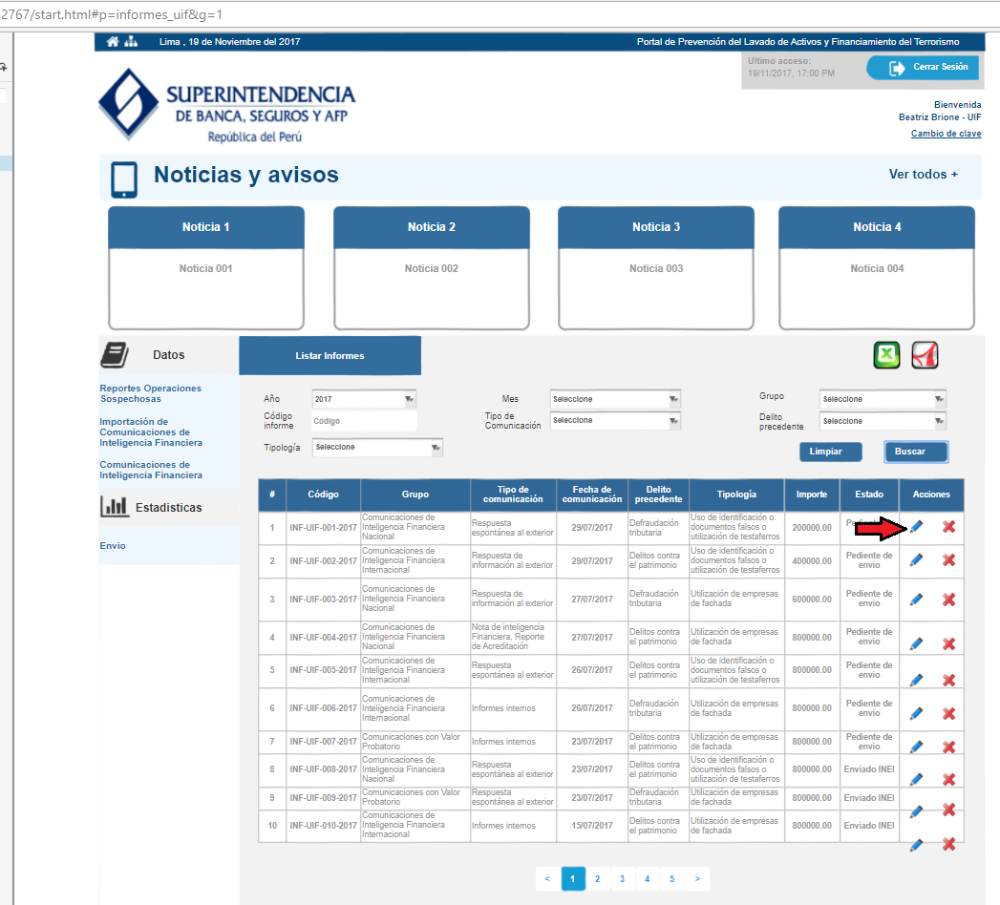 2767/start.html#p=informes_uif&g=1
Lima , 19 de Noviembre del 2017
Portal de Prevención del Lavado de Activos y Financiamiento del Terrorismo
Ultimo acceso:
19/11/2017, 17:00 PM
Cerrar Sesión
SUPERINTENDENCIA
DE BANCA, SEGUROS Y AFP
República del Perú
Bienvenida
Beatriz Brione - UIF
Cambio de clave
Noticias y avisos
Ver todos +
Noticia 1
Noticia 2
Noticia 3
Noticia 4
Noticia 001
Noticia 002
Noticia 003
Noticia 004
Datos
Reportes Operaciones
Sospechosas
Importación de
Comunicaciones de
Inteligencia Financiera
Comunicaciones de
Inteligencia Financiera
Estadisticas
Envio
Listar Informes
Año 2017
Mes Seleccione
Grupo Seleccione
Código
informe
Código
Tipo de
Comunicación
Seleccione
Delito
precedente
Seleccione
Tipología Seleccione
Limpiar
Buscar
# Código Grupo Tipo de comunicación Fecha de comunicación Delito precedente Tipología Importe Estado Acciones
1 INF-UIF-001-2017 Comunicaciones de Inteligencia Financiera Nacional Respuesta espontánea al exterior 29/07/2017 Defraudación tributaria Uso de identificación o documentos falsos o utilización de testaferros 200000.00
2 INF-UIF-002-2017 Comunicaciones de Inteligencia Financiera Internacional Respuesta de información al exterior 29/07/2017 Delitos contra el patrimonio Uso de identificación o documentos falsos o utilización de testaferros 400000.00 Pediente de envio
3 INF-UIF-003-2017 Comunicaciones de Inteligencia Financiera Nacional Respuesta de información al exterior 27/07/2017 Defraudación tributaria Utilización de empresas de fachada 600000.00 Pediente de envio
4 INF-UIF-004-2017 Comunicaciones de Inteligencia Financiera Nacional Nota de inteligencia Financiera, Reporte de Acreditación 27/07/2017 Delitos contra el patrimonio Utilización de empresas de fachada 800000.00 Pediente de envio
5 INF-UIF-005-2017 Comunicaciones de Inteligencia Financiera Internacional Respuesta espontánea al exterior 26/07/2017 Delitos contra el patrimonio Uso de identificación o documentos falsos o utilización de testaferros 800000.00 Pediente de envio
6 INF-UIF-006-2017 Comunicaciones de Inteligencia Financiera Internacional Informes internos 26/07/2017 Defraudación tributaria Utilización de empresas de fachada 800000.00 Pediente de envio
7 INF-UIF-007-2017 Comunicaciones con Valor Probatorio Informes internos 23/07/2017 Delitos contra el patrimonio Utilización de empresas de fachada 800000.00 Pediente de envio
8 INF-UIF-008-2017 Comunicaciones de Inteligencia Financiera Nacional Respuesta espontánea al exterior 23/07/2017 Delitos contra el patrimonio Uso de identificación o documentos falsos o utilización de testaferros 800000.00 Enviado INEI
9 INF-UIF-009-2017 Comunicaciones con Valor Probatorio Respuesta espontánea al exterior 23/07/2017 Defraudación tributaria Utilización de empresas de fachada 800000.00 Enviado INEI
10 INF-UIF-010-2017 Comunicaciones de Inteligencia Financiera Internacional Informes internos 15/07/2017 Delitos contra el patrimonio Utilización de empresas de fachada 800000.00 Enviado INEI
< 1 2 3 4 5 >